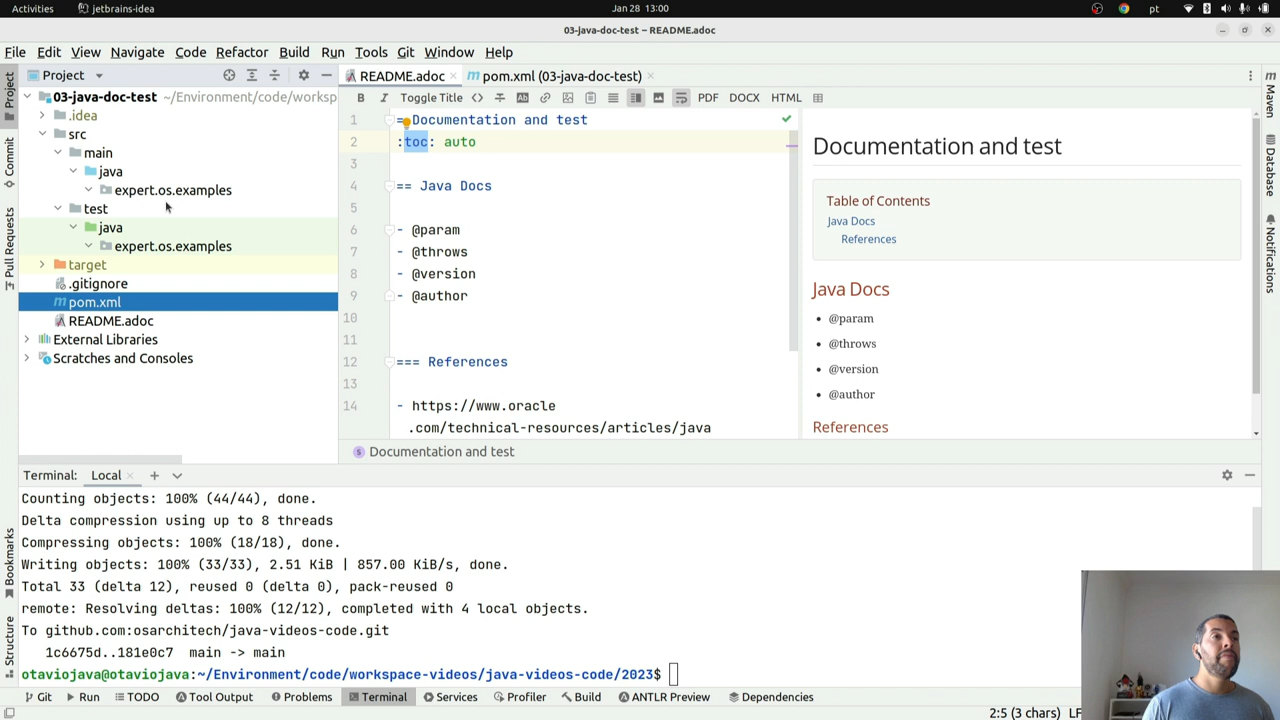 Activities jetbrains-idea Jan 28 13:00 pt
03-java-doc-test – README.adoc
File Edit View Navigate Code Refactor Build Run Tools Git Window Help
Project README.adoc pom.xml (03-java-doc-test)
Toggle Title PDF DOCX HTML
Project
Commit
Pull Requests
Bookmarks
Structure
03-java-doc-test ~/Environment/code/worksp
.idea
src
main
java
expert.os.examples
test
java
expert.os.examples
target
.gitignore
pom.xml
README.adoc
External Libraries
Scratches and Consoles
1 = Documentation and test
2 :toc: auto
3
4 == Java Docs
5
6 - @param
7 - @throws
8 - @version
9 - @author
10
11
12 === References
13
14 - https://www.oracle
.com/technical-resources/articles/java
Documentation and test
Documentation and test
Table of Contents
Java Docs
References
Java Docs
• @param
• @throws
• @version
• @author
References
Maven
Database
Notifications
Terminal: Local
Counting objects: 100% (44/44), done.
Delta compression using up to 8 threads
Compressing objects: 100% (18/18), done.
Writing objects: 100% (33/33), 2.51 KiB | 857.00 KiB/s, done.
Total 33 (delta 12), reused 0 (delta 0), pack-reused 0
remote: Resolving deltas: 100% (12/12), completed with 4 local objects.
To github.com:osarchitech/java-videos-code.git
1c6675d..181e0c7 main -> main
otaviojava@otaviojava:~/Environment/code/workspace-videos/java-videos-code/2023$
Git Run TODO Tool Output Problems Terminal Services Profiler Build ANTLR Preview Dependencies
2:5 (3 chars) LF